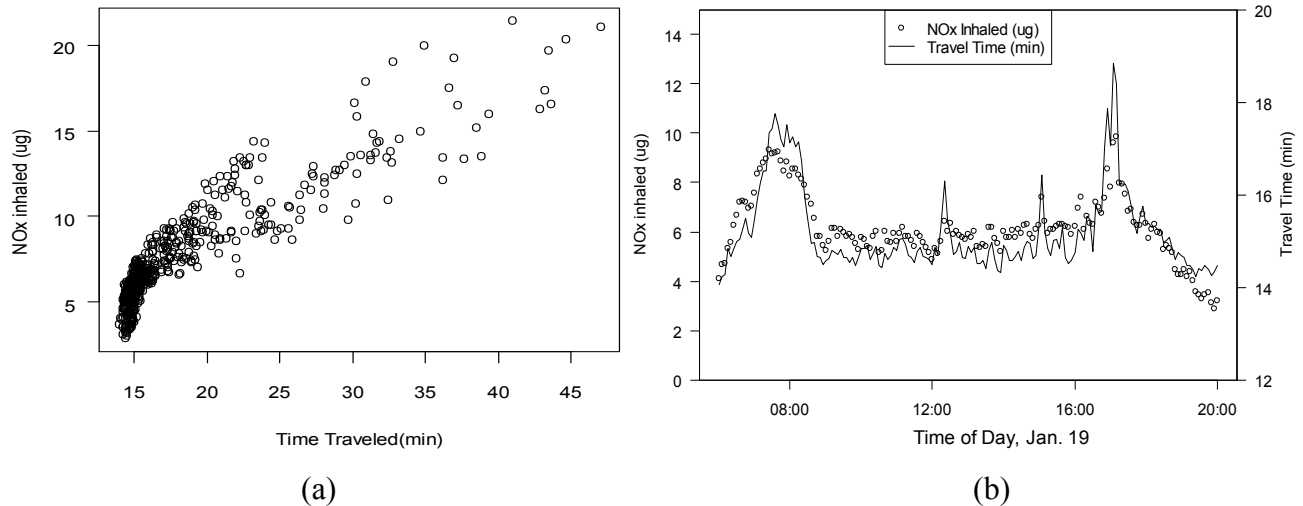 NOx inhaled (ug)
20
15
10
5
15 20 25 30 35 40 45
Time Traveled(min)
(a)
NOx Inhaled (ug)
Travel Time (min)
NOx inhaled (ug)
14
12
10
8
6
4
2
0
20
18
16
14
12
Travel Time (min)
08:00 12:00 16:00 20:00
Time of Day, Jan. 19
(b)